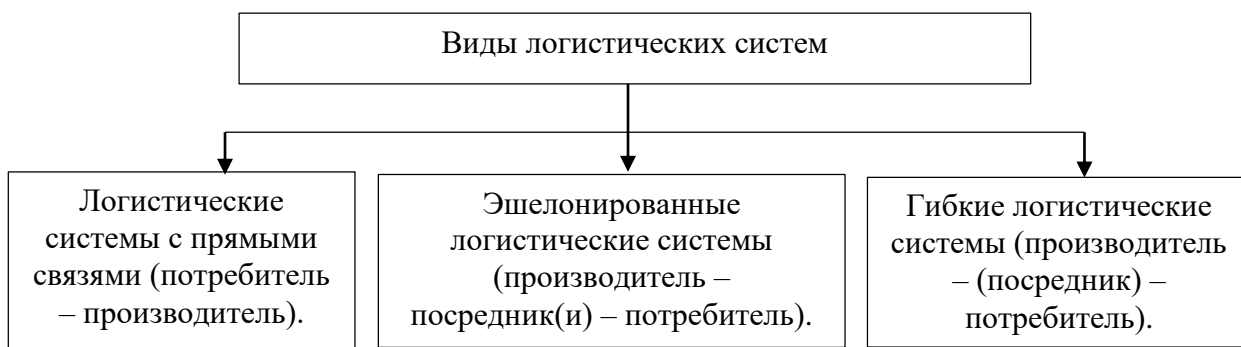 Виды логистических систем
Логистические
системы с прямыми
связями (потребитель
– производитель).
Эшелонированные
логистические системы
(производитель –
посредник(и) – потребитель).
Гибкие логистические
системы (производитель
– (посредник) –
потребитель).